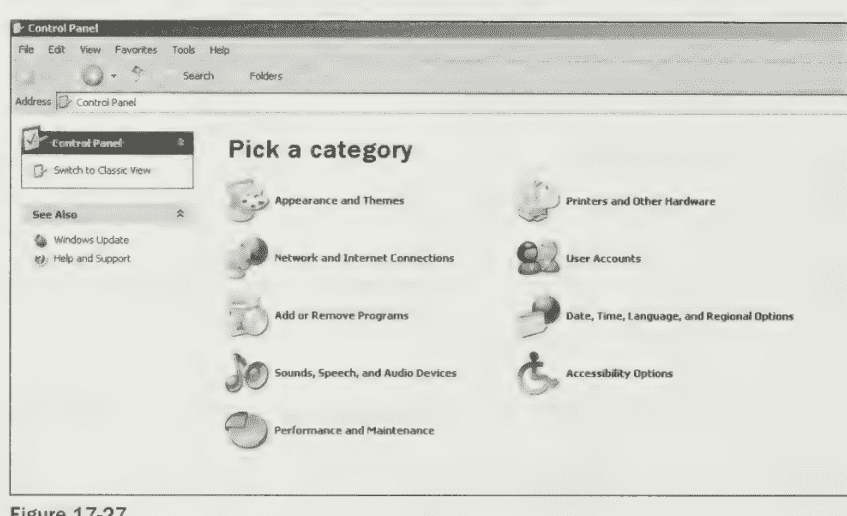 Control Panel
File Edit View Favorites Tools Help
Search Folders
Address Control Panel
Control Panel
Switch to Classic View
See Also
Windows Update
Help and Support
Pick a category
Appearance and Themes
Printers and Other Hardware
Network and Internet Connections
User Accounts
Add or Remove Programs
Date, Time, Language, and Regional Options
Sounds, Speech, and Audio Devices
Accessibility Options
Performance and Maintenance
Figure 17-27